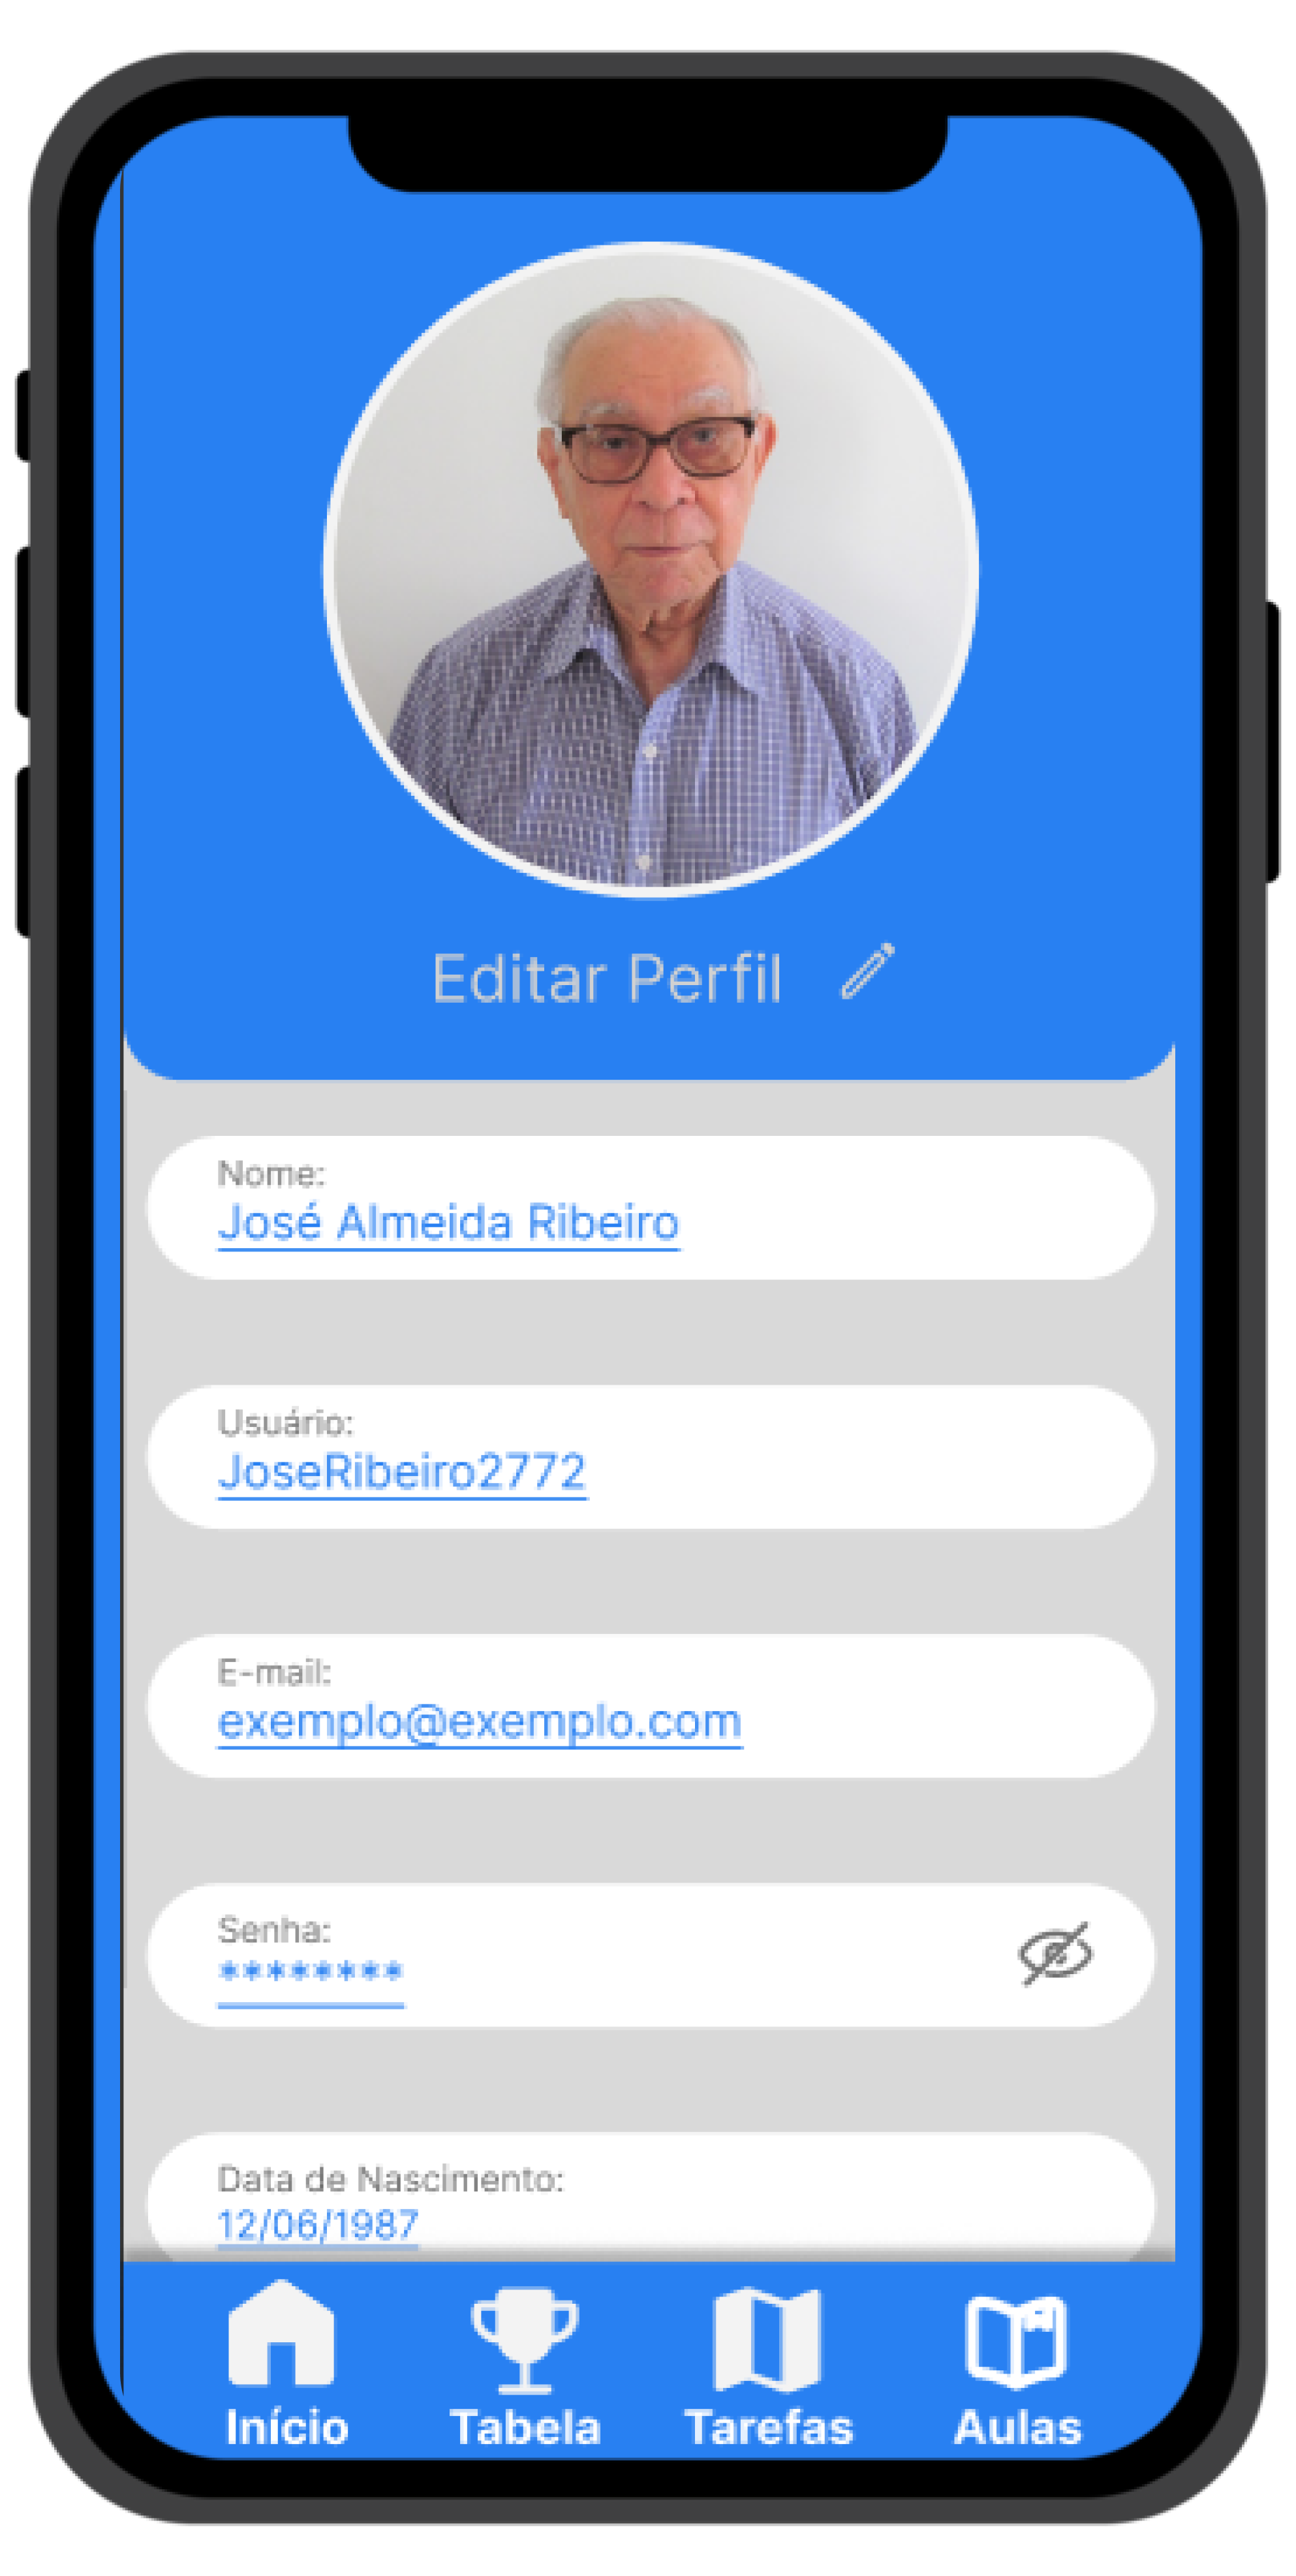 Editar Perfil
Nome:
José Almeida Ribeiro
Usuário:
JoseRibeiro2772
E-mail:
exemplo@exemplo.com
Senha:
********
Data de Nascimento:
12/06/1987
Início
Tabela
Tarefas
Aulas